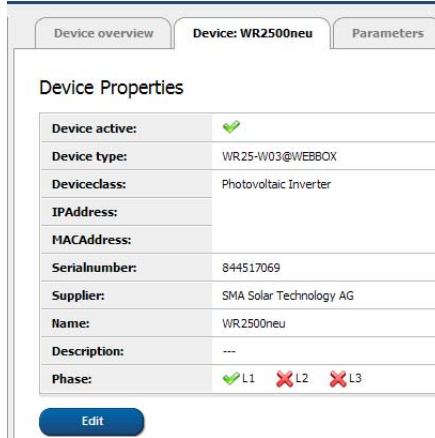 Device overview Device: WR2500neu Parameters
Device Properties
Device active:
Device type: WR25-W03@WEBBOX
Deviceclass: Photovoltaic Inverter
IPAddress:
MACAddress:
Serialnumber: 844517069
Supplier: SMA Solar Technology AG
Name: WR2500neu
Description: ---
Phase: L1 L2 L3
Edit